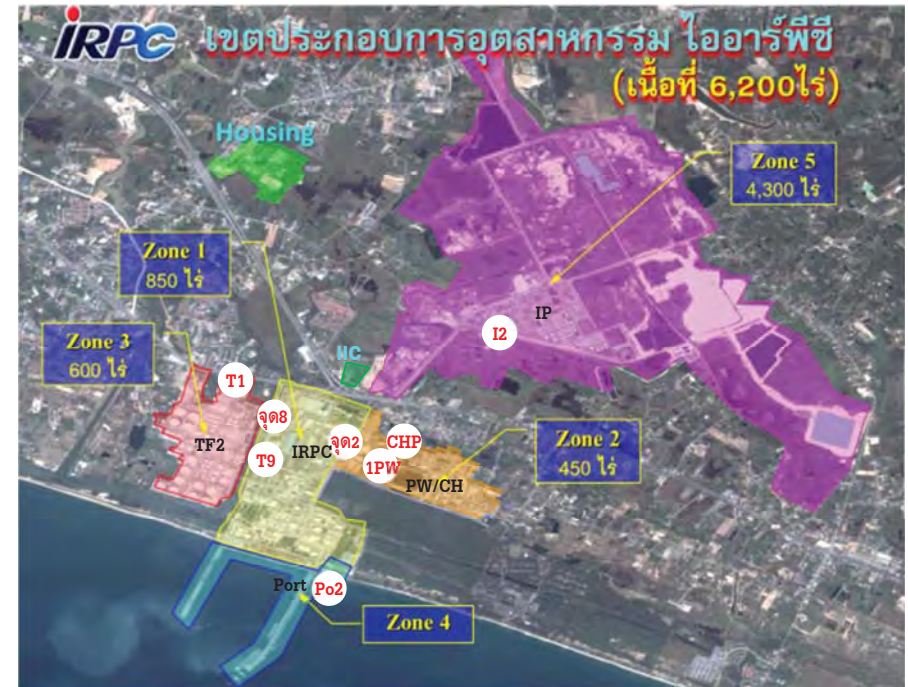 IRPC เขตประกอบการอุตสาหกรรม ไออาร์พีซี
(เนื้อที่ 6,200ไร่)
Housing
Zone 5
4,300 ไร่
Zone 1
850 ไร่
IP
I2
Zone 3
600 ไร่
NC
T1
จุด8
TF2
IRPC
จุด2
CHP
T9
1PW
PW/CH
Zone 2
450 ไร่
Port
Po2
Zone 4